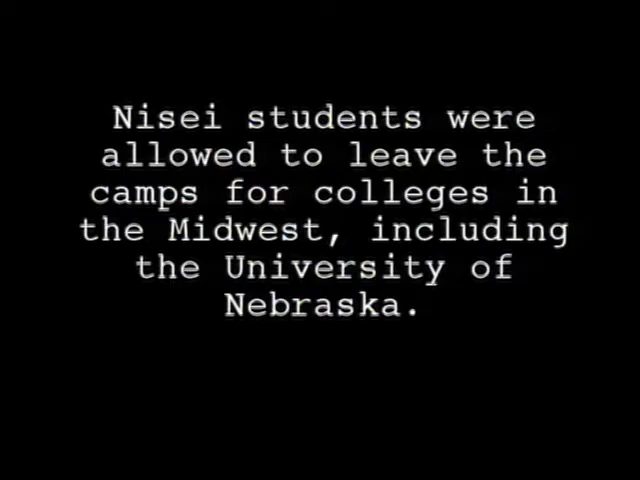 Nisei students were
allowed to leave the
camps for colleges in
the Midwest, including
the University of
Nebraska.